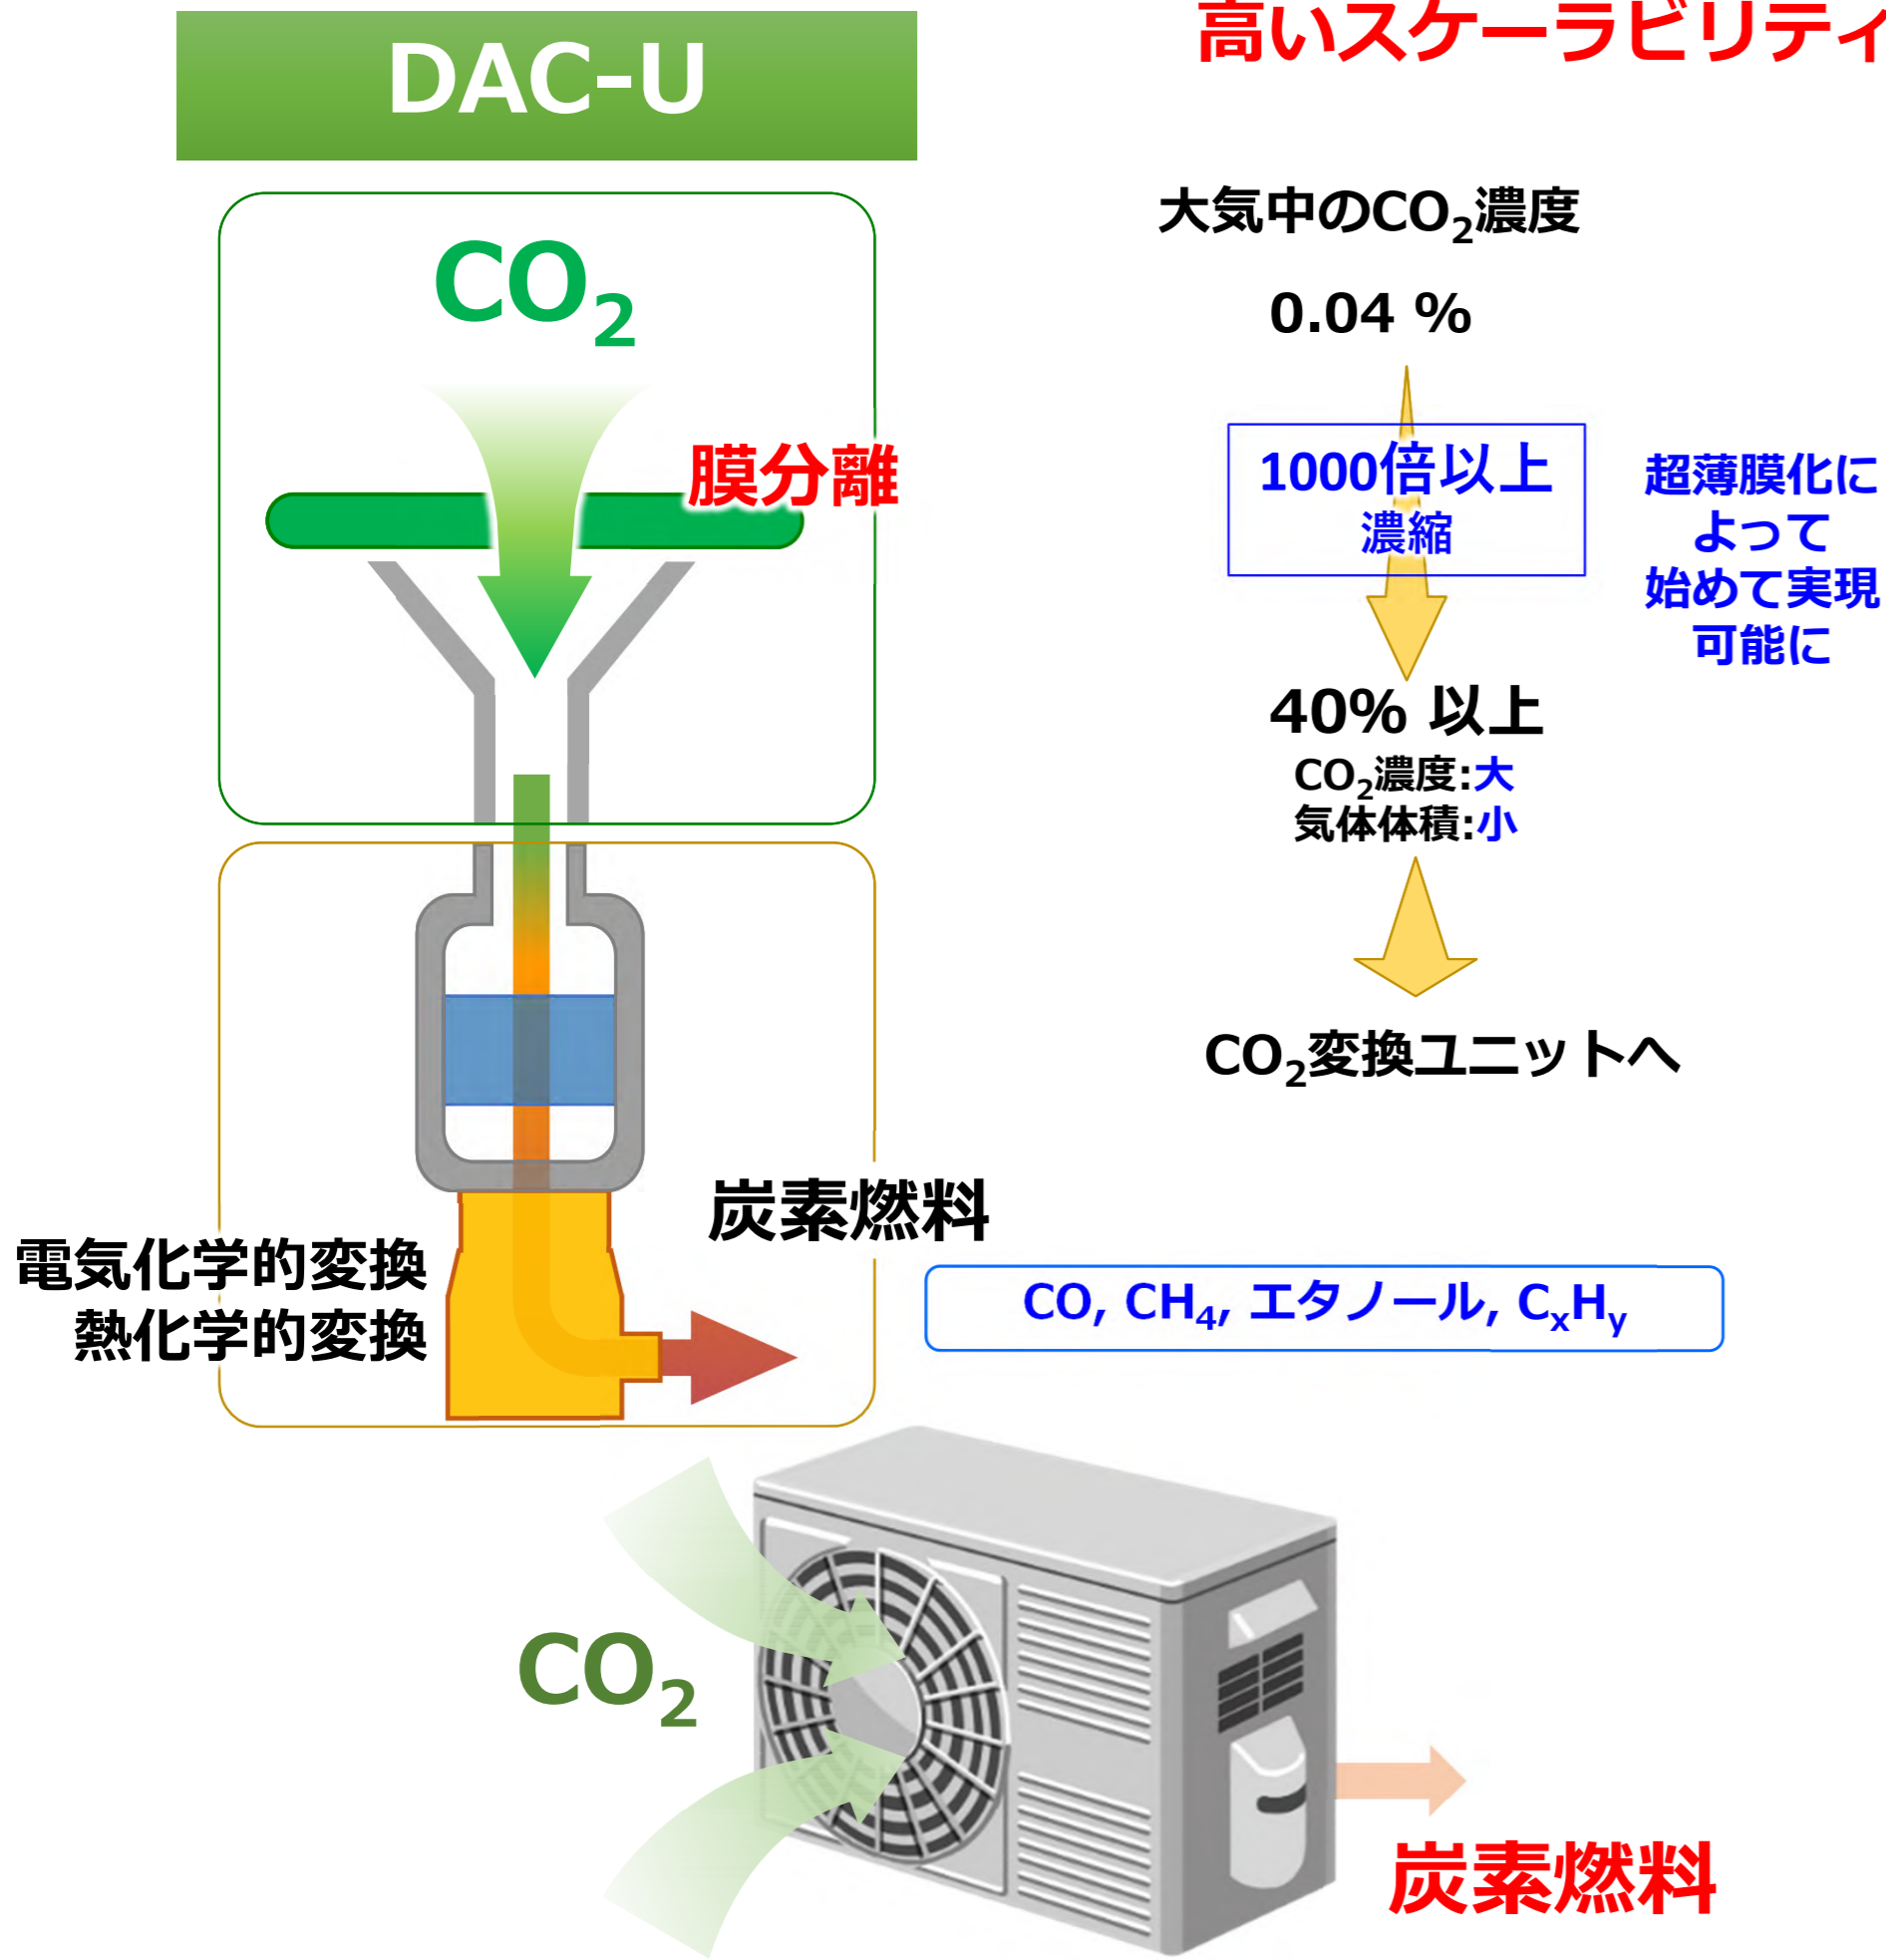 高いスケーラビリティ
DAC-U
CO₂
膜分離
大気中のCO₂濃度
0.04 %
1000倍以上
濃縮
超薄膜化に
よって
始めて実現
可能に
40% 以上
CO₂濃度:大
気体体積:小
CO₂変換ユニットへ
電気化学的変換
熱化学的変換
炭素燃料
CO, CH₄, エタノール, CₓHᵧ
CO₂
炭素燃料